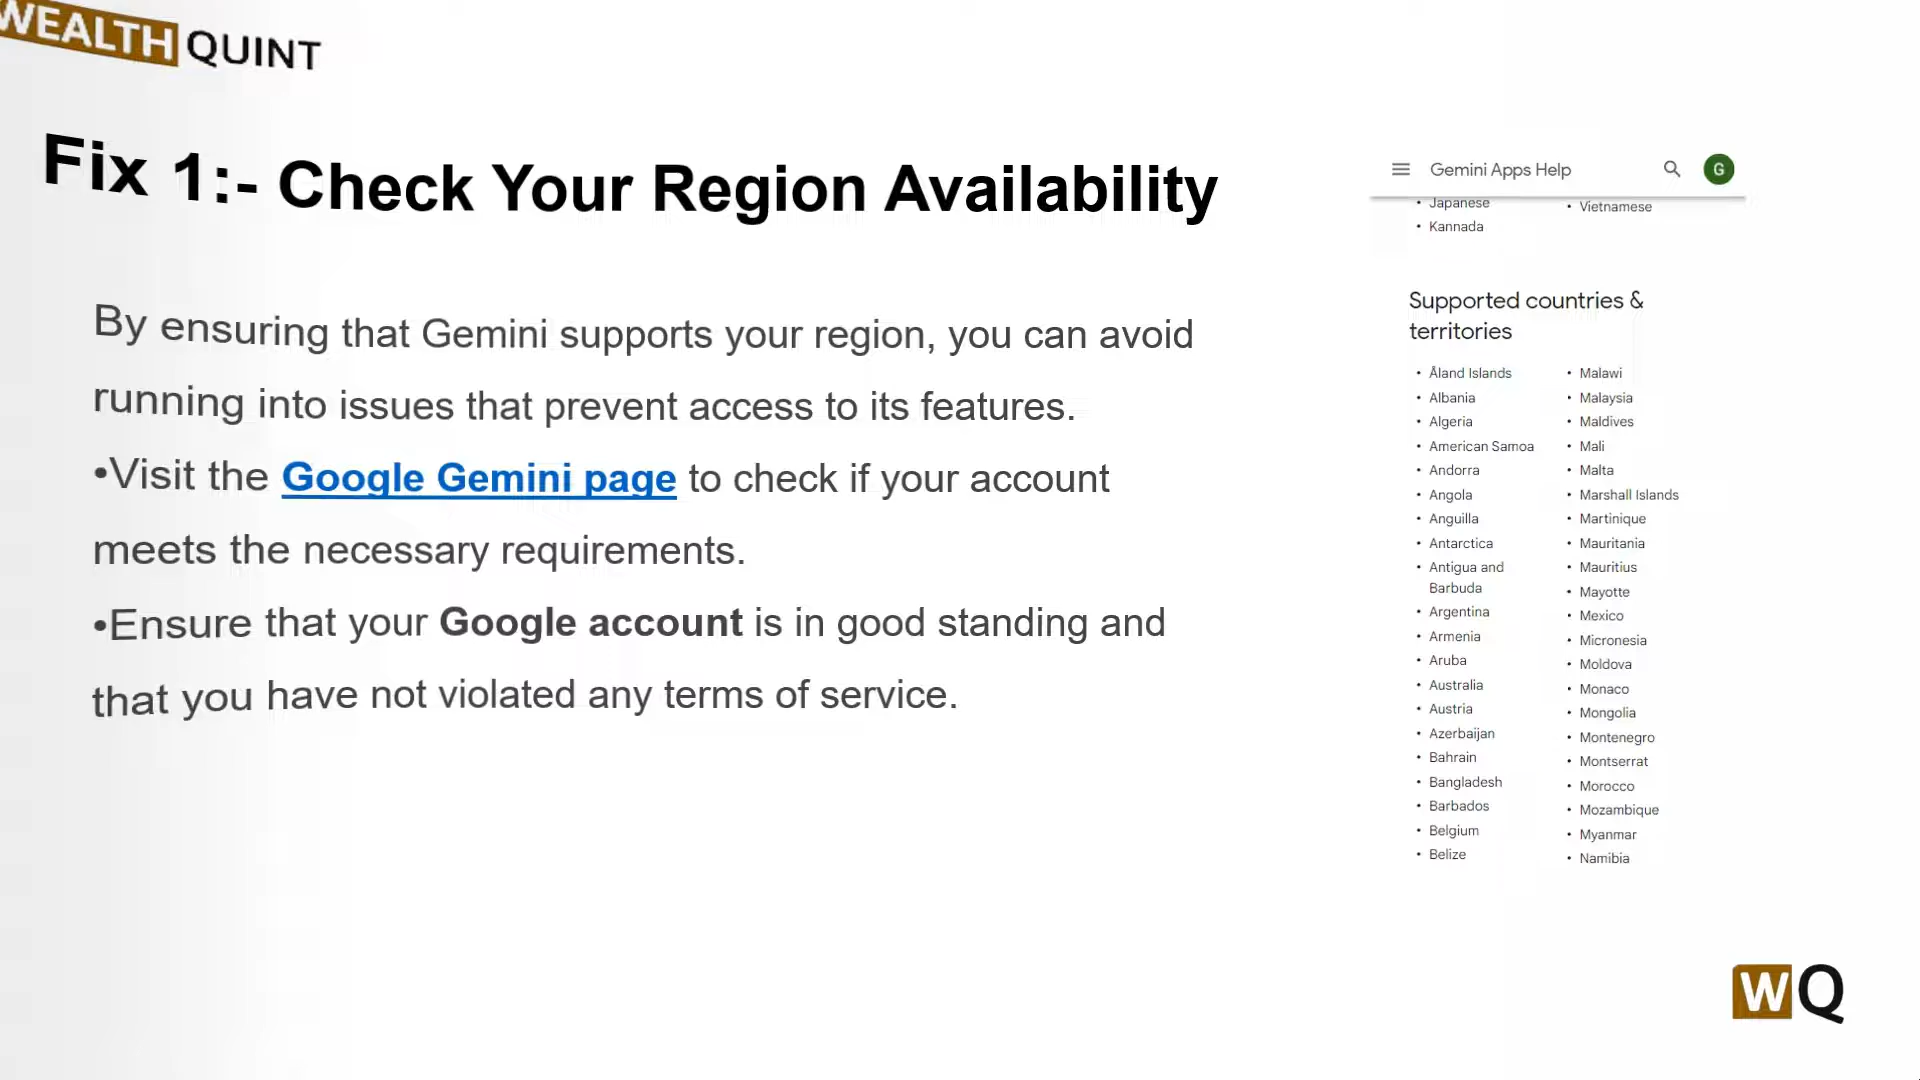 WEALTH QUINT
Fix 1:- Check Your Region Availability
By ensuring that Gemini supports your region, you can avoid
running into issues that prevent access to its features.
•Visit the Google Gemini page to check if your account
meets the necessary requirements.
•Ensure that your Google account is in good standing and
that you have not violated any terms of service.
Gemini Apps Help
G
• Japanese
• Kannada
• Vietnamese
Supported countries &
territories
• Åland Islands
• Albania
• Algeria
• American Samoa
• Andorra
• Angola
• Anguilla
• Antarctica
• Antigua and
Barbuda
• Argentina
• Armenia
• Aruba
• Australia
• Austria
• Azerbaijan
• Bahrain
• Bangladesh
• Barbados
• Belgium
• Belize
• Malawi
• Malaysia
• Maldives
• Mali
• Malta
• Marshall Islands
• Martinique
• Mauritania
• Mauritius
• Mayotte
• Mexico
• Micronesia
• Moldova
• Monaco
• Mongolia
• Montenegro
• Montserrat
• Morocco
• Mozambique
• Myanmar
• Namibia
WQ